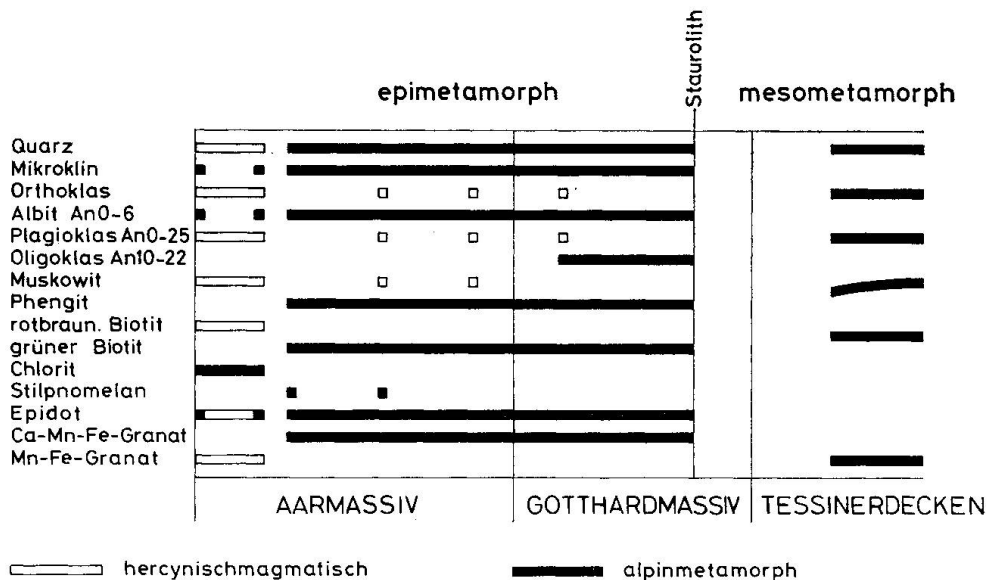 epimetamorph
Staurolith
mesometamorph
Quarz
Mikroklin
Orthoklas
Albit An0-6
Plagioklas An0-25
Oligoklas An10-22
Muskowit
Phengit
rotbraun. Biotit
grüner Biotit
Chlorit
Stilpnomelan
Epidot
Ca-Mn-Fe-Granat
Mn-Fe-Granat
AARMASSIV
GOTTHARDMASSIV
TESSINERDECKEN
hercynischmagmatisch
alpinmetamorph